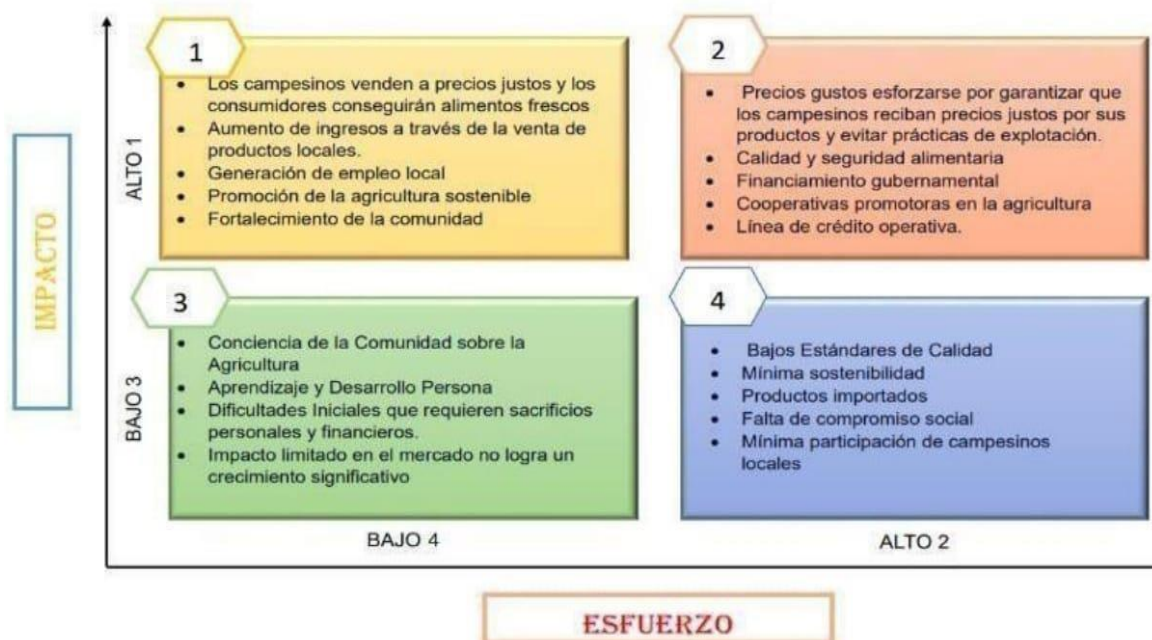 1
Los campesinos venden a precios justos y los
consumidores conseguirán alimentos frescos
Aumento de ingresos a través de la venta de
productos locales.
Generación de empleo local
Promoción de la agricultura sostenible
Fortalecimiento de la comunidad
2
Precios gustos esforzarse por garantizar que
los campesinos reciban precios justos por sus
productos y evitar prácticas de explotación.
Calidad y seguridad alimentaria
Financiamiento gubernamental
Cooperativas promotoras en la agricultura
Línea de crédito operativa.
IMPACTO
ALTO 1
3
Conciencia de la Comunidad sobre la
Agricultura
Aprendizaje y Desarrollo Persona
Dificultades Iniciales que requieren sacrificios
personales y financieros.
Impacto limitado en el mercado no logra un
crecimiento significativo
4
Bajos Estándares de Calidad
Mínima sostenibilidad
Productos importados
Falta de compromiso social
Mínima participación de campesinos
locales
BAJO 3
BAJO 4
ALTO 2
ESFUERZO